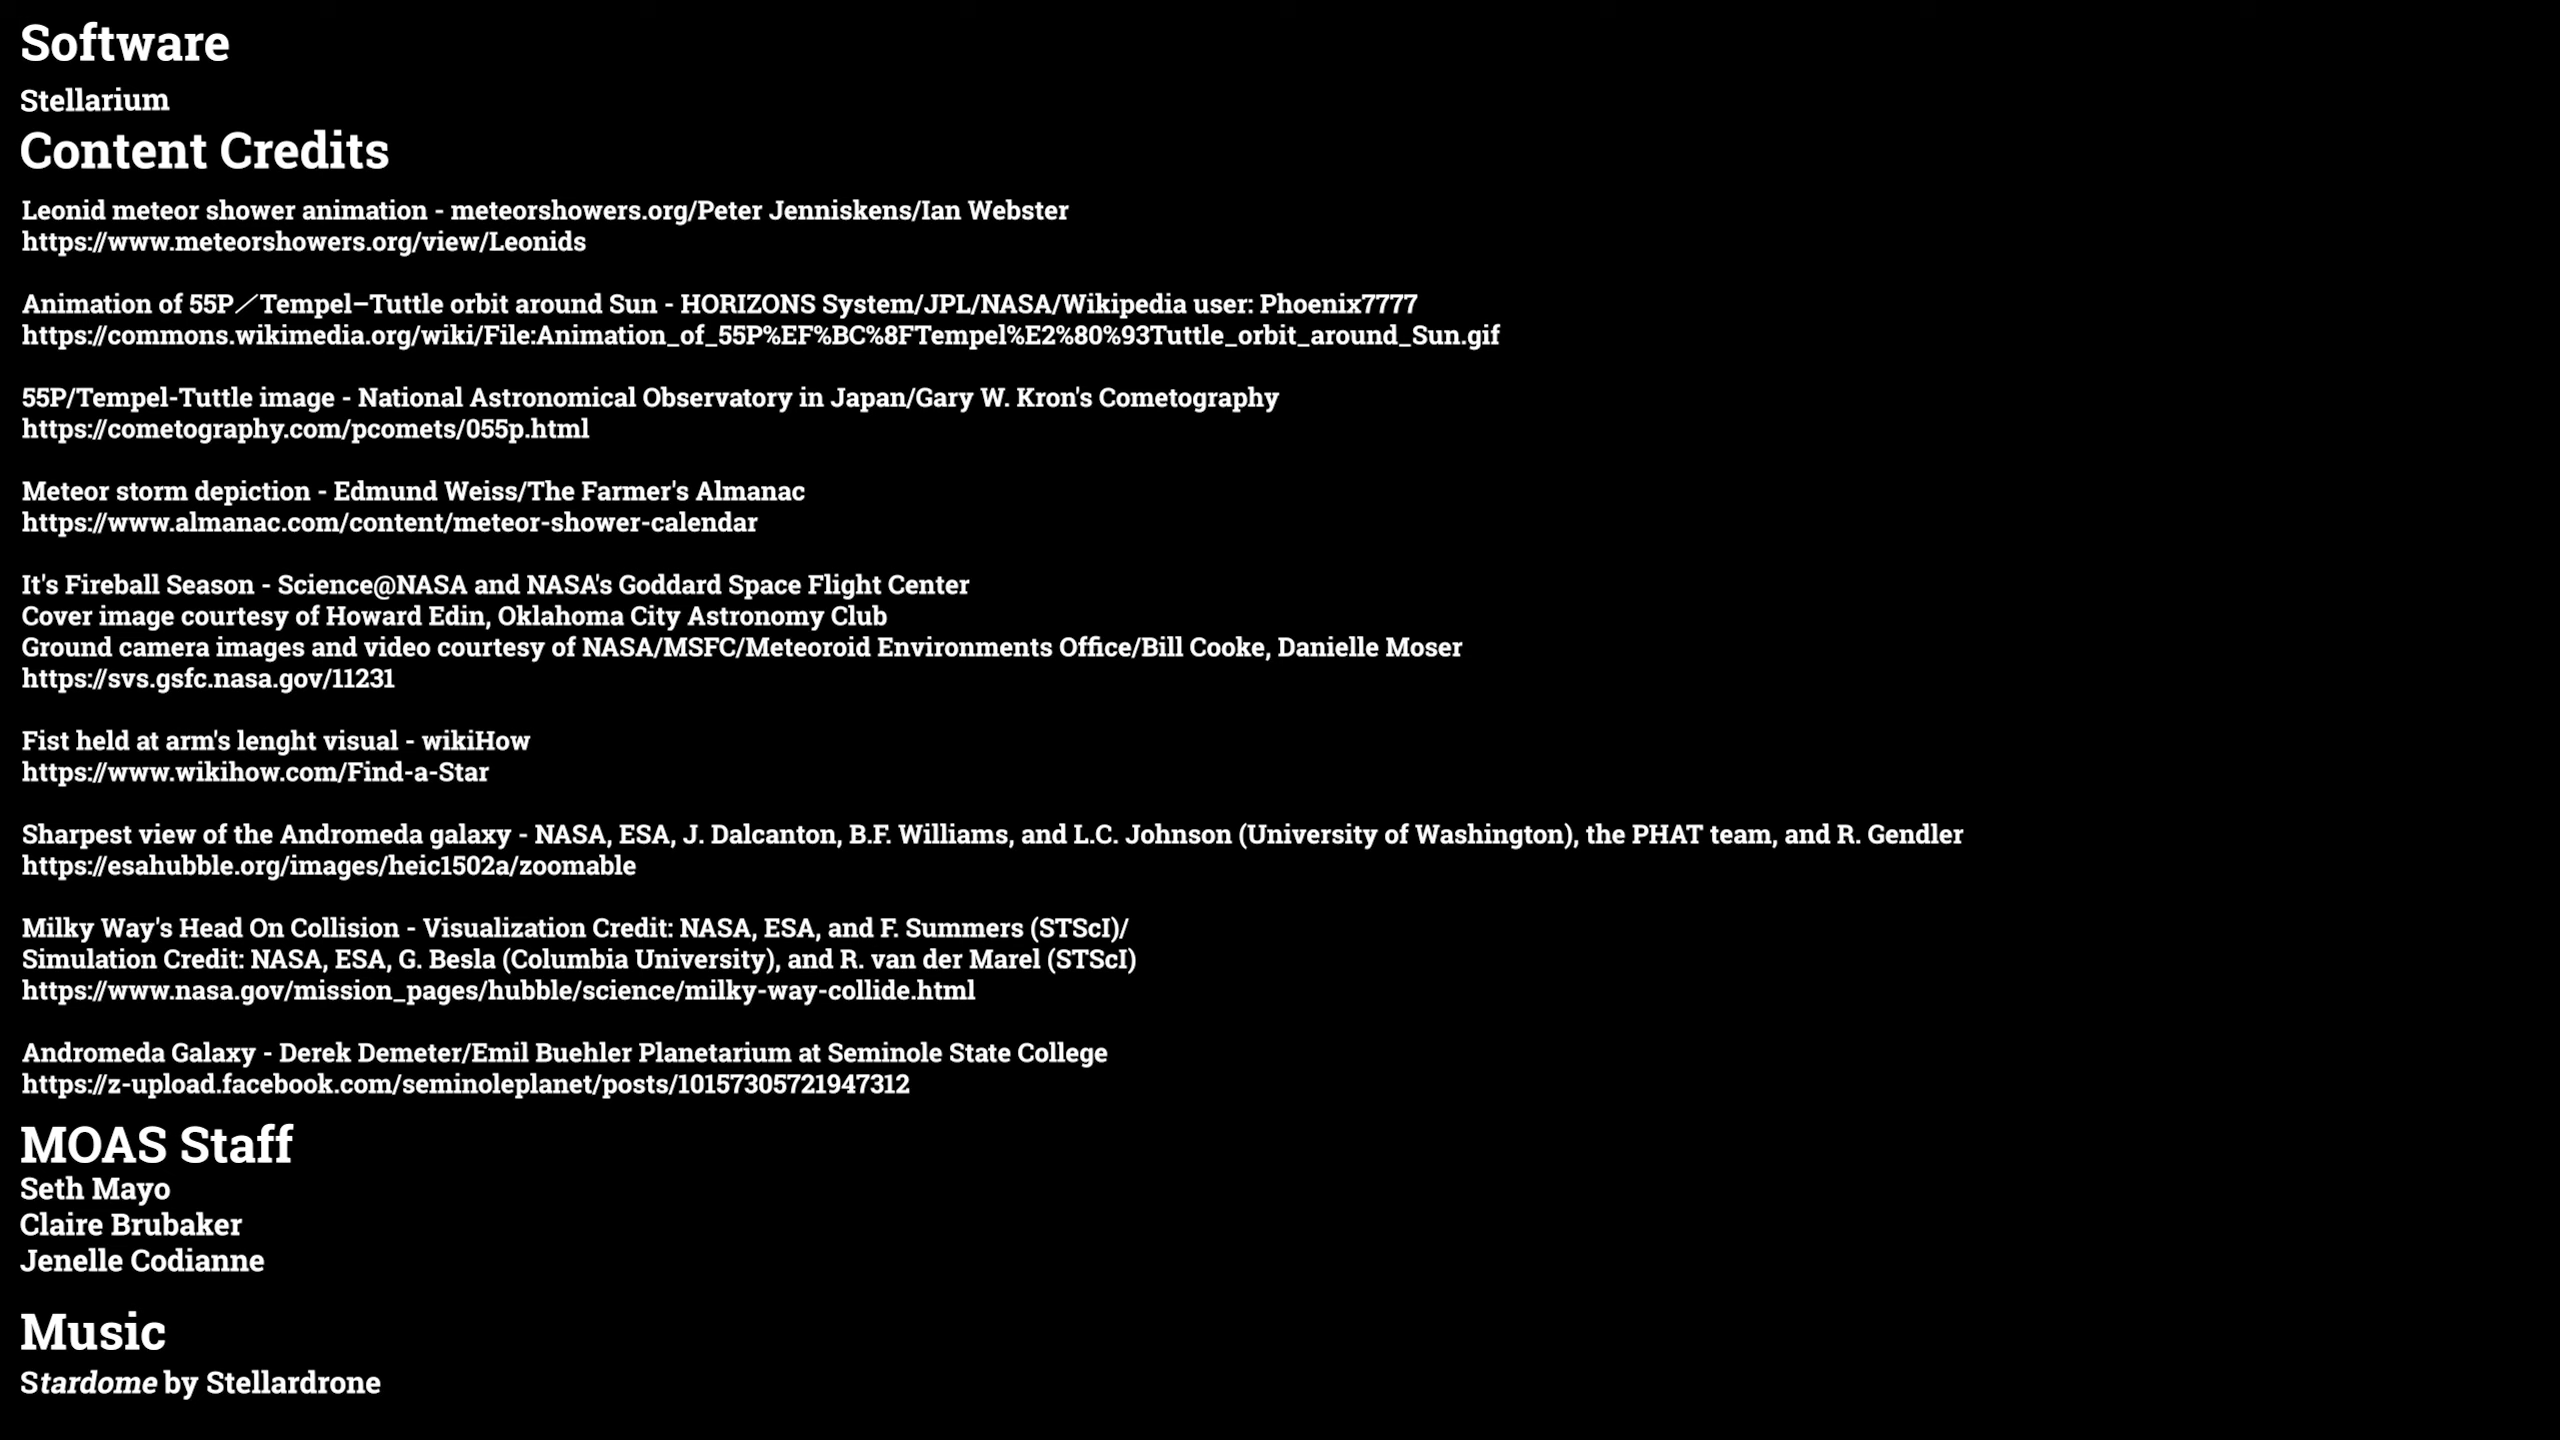 Software
Stellarium
Content Credits
Leonid meteor shower animation - meteorshowers.org/Peter Jenniskens/Ian Webster
https://www.meteorshowers.org/view/Leonids
Animation of 55P／Tempel–Tuttle orbit around Sun - HORIZONS System/JPL/NASA/Wikipedia user: Phoenix7777
https://commons.wikimedia.org/wiki/File:Animation_of_55P%EF%BC%8FTempel%E2%80%93Tuttle_orbit_around_Sun.gif
55P/Tempel-Tuttle image - National Astronomical Observatory in Japan/Gary W. Kron's Cometography
https://cometography.com/pcomets/055p.html
Meteor storm depiction - Edmund Weiss/The Farmer's Almanac
https://www.almanac.com/content/meteor-shower-calendar
It's Fireball Season - Science@NASA and NASA's Goddard Space Flight Center
Cover image courtesy of Howard Edin, Oklahoma City Astronomy Club
Ground camera images and video courtesy of NASA/MSFC/Meteoroid Environments Office/Bill Cooke, Danielle Moser
https://svs.gsfc.nasa.gov/11231
Fist held at arm's lenght visual - wikiHow
https://www.wikihow.com/Find-a-Star
Sharpest view of the Andromeda galaxy - NASA, ESA, J. Dalcanton, B.F. Williams, and L.C. Johnson (University of Washington), the PHAT team, and R. Gendler
https://esahubble.org/images/heic1502a/zoomable
Milky Way's Head On Collision - Visualization Credit: NASA, ESA, and F. Summers (STScI)/
Simulation Credit: NASA, ESA, G. Besla (Columbia University), and R. van der Marel (STScI)
https://www.nasa.gov/mission_pages/hubble/science/milky-way-collide.html
Andromeda Galaxy - Derek Demeter/Emil Buehler Planetarium at Seminole State College
https://z-upload.facebook.com/seminoleplanet/posts/10157305721947312
MOAS Staff
Seth Mayo
Claire Brubaker
Jenelle Codianne
Music
Stardome by Stellardrone